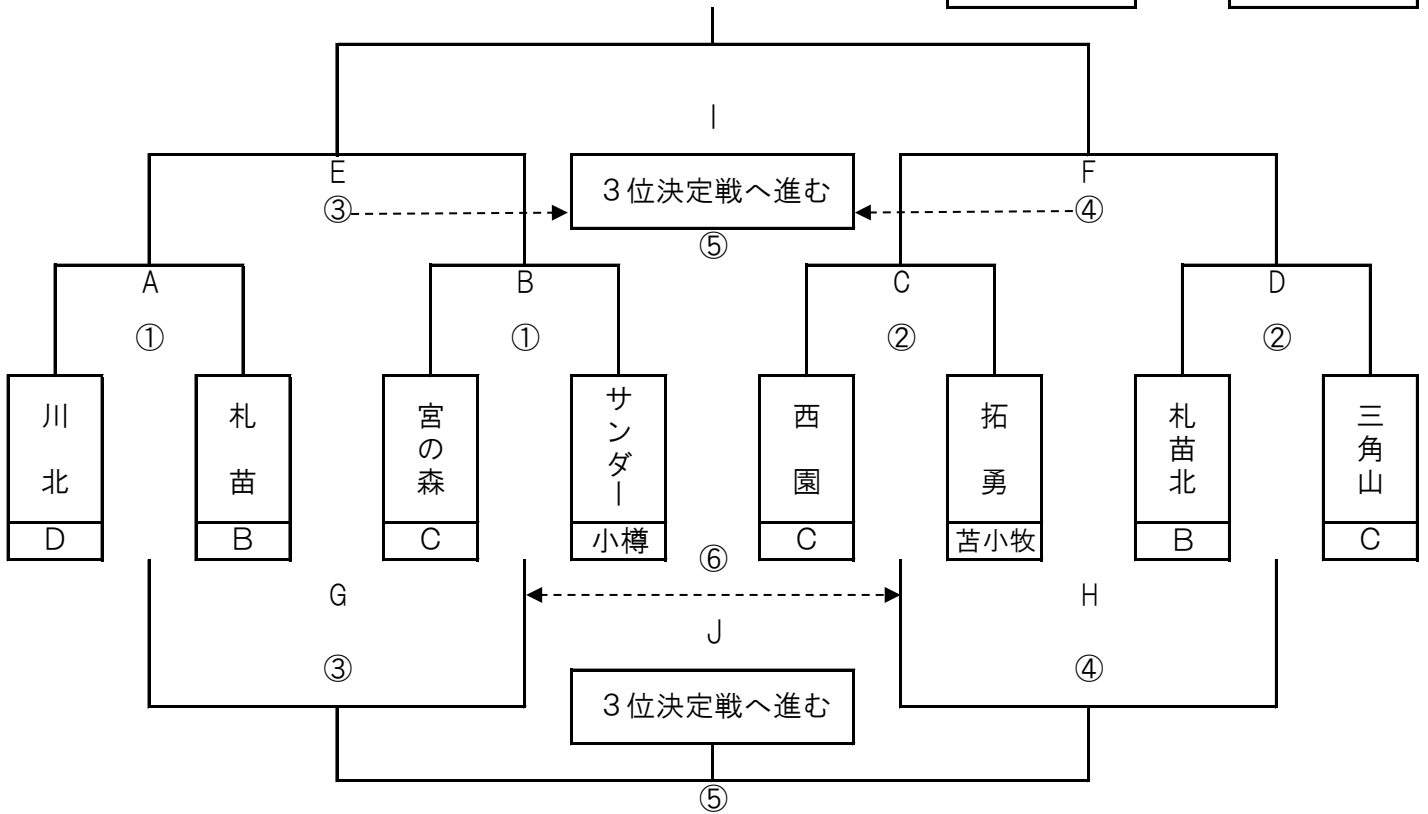 I
E
3位決定戦へ進む
F
③
④
⑤
A
B
C
D
①
①
②
②
川北
札苗
宮の森
サンダー
西園
拓勇
札苗北
三角山
D
B
C
小樽
C
苫小牧
B
C
⑥
G
H
J
③
④
3位決定戦へ進む
⑤